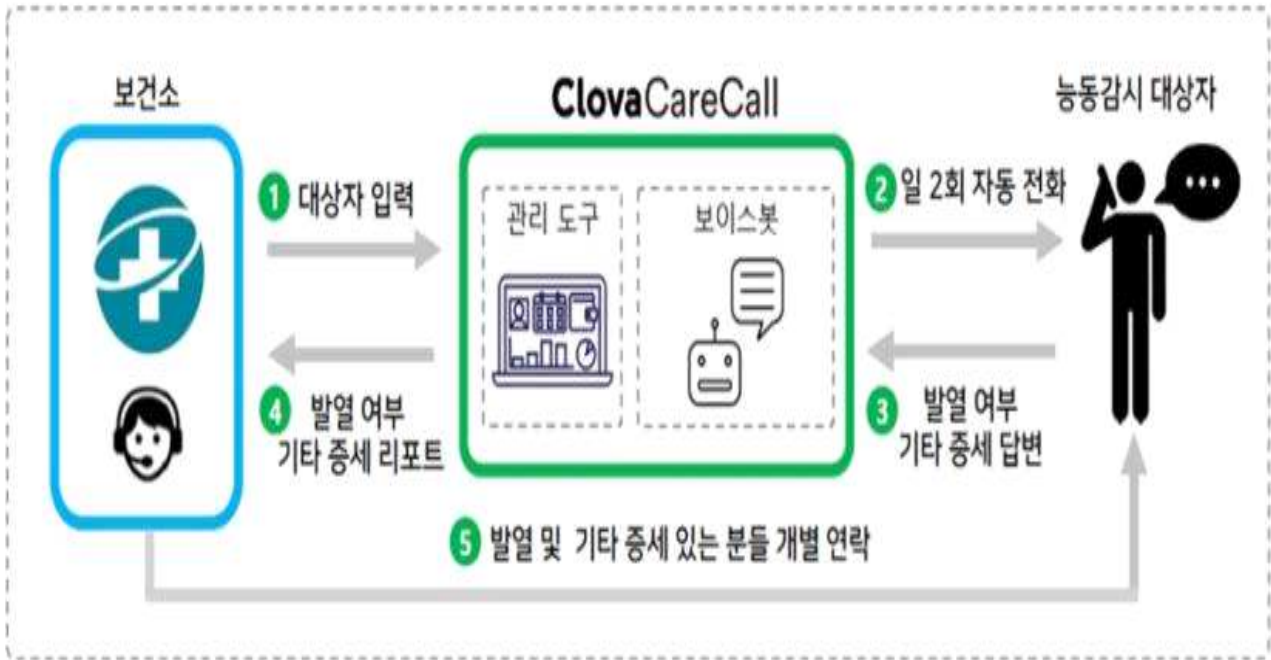 보건소
ClovaCareCall
능동감시 대상자
1 대상자 입력
관리 도구
보이스봇
2 일 2회 자동 전화
3 발열 여부
기타 증세 답변
4 발열 여부
기타 증세 리포트
5 발열 및 기타 증세 있는 분들 개별 연락